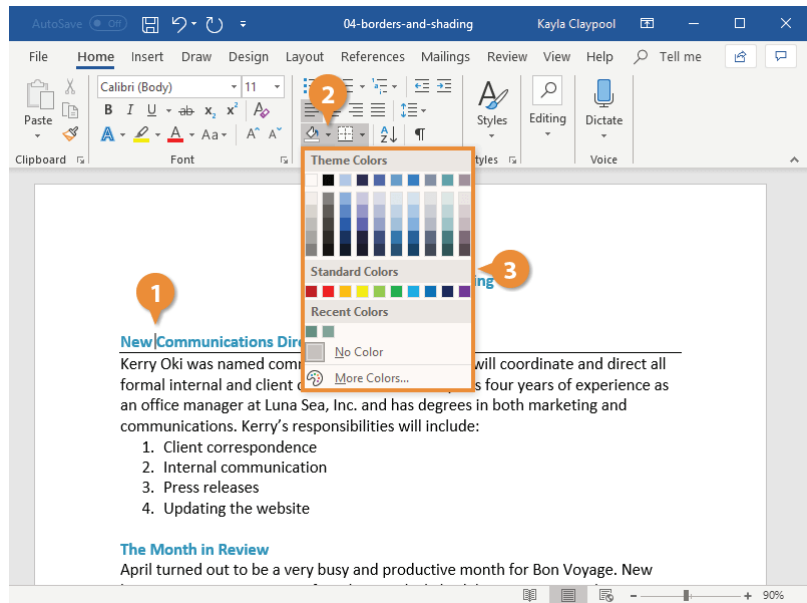 AutoSave Off 04-borders-and-shading Kayla Claypool
File Home Insert Draw Design Layout References Mailings Review View Help Tell me
Calibri (Body) 11
2
B I U ab x₂ x² A
Paste Styles Editing Dictate
A A Aa A^ A˅ A Z ¶
Clipboard Font Voice
Theme Colors
Standard Colors
3
Recent Colors
No Color
More Colors...
ng
1
New Communications Dir
Kerry Oki was named com will coordinate and direct all
formal internal and client s four years of experience as
an office manager at Luna Sea, Inc. and has degrees in both marketing and
communications. Kerry's responsibilities will include:
1. Client correspondence
2. Internal communication
3. Press releases
4. Updating the website
The Month in Review
April turned out to be a very busy and productive month for Bon Voyage. New
90%